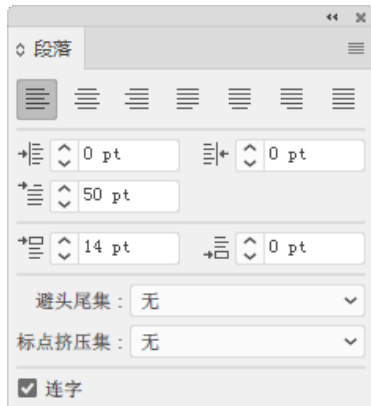 段落
0 pt 0 pt
50 pt
14 pt 0 pt
避头尾集： 无
标点挤压集： 无
连字